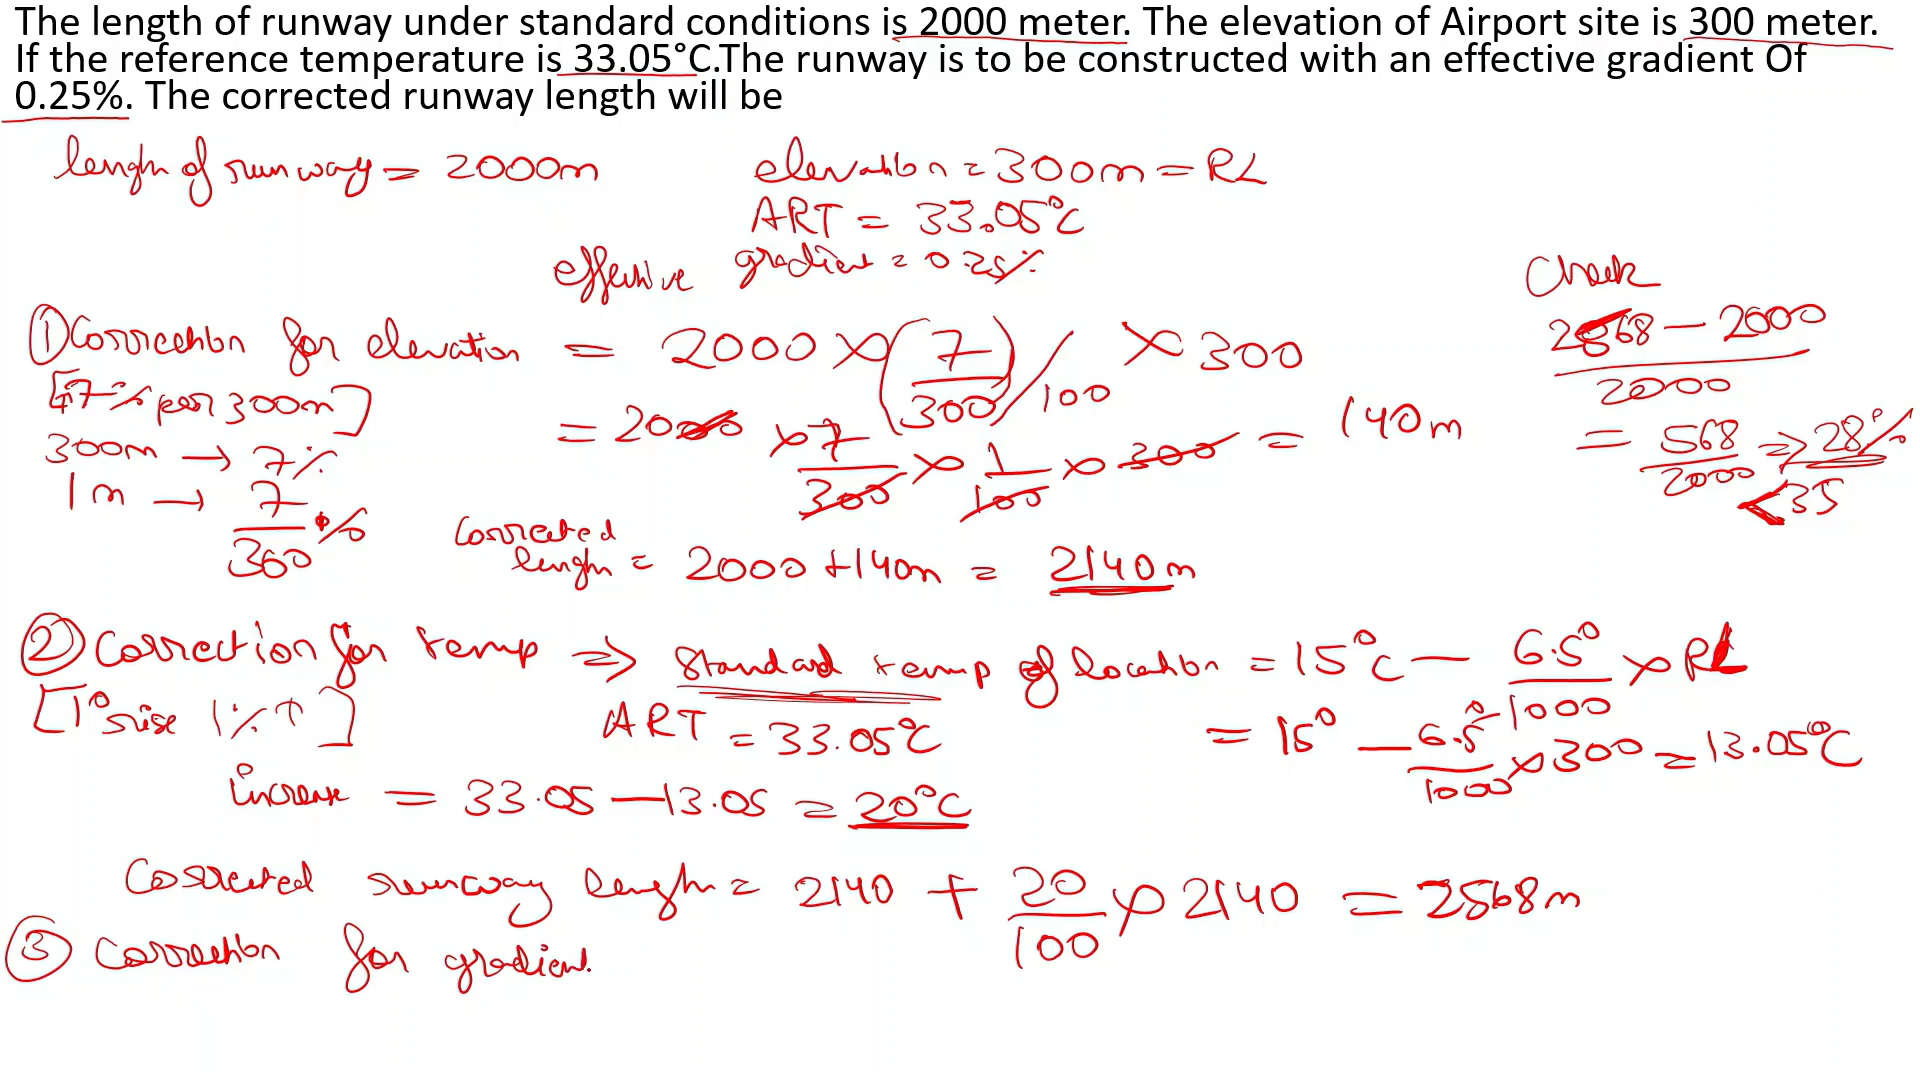 The length of runway under standard conditions is 2000 meter. The elevation of Airport site is 300 meter.
If the reference temperature is 33.05°C.The runway is to be constructed with an effective gradient Of
0.25%. The corrected runway length will be
length of runway = 2000m
elevation = 300m = RL
ART = 33.05°C
effective gradient = 0.25%
① Correction for elevation = 2000 × (7/300)/100 × 300
[7% per 300m]
= 2000 × 7/300 × 1/100 × 300 = 140m
300m → 7%
1m → 7/300 %
Corrected
length = 2000 + 140m = 2140m
Check
2568 - 2000
2000
= 568/2000 ⇒ 28%
< 35
② Correction for temp ⇒ Standard temp of location = 15°C - 6.5°/1000 × RL
[1° rise 1% ↑]
ART = 33.05°C
= 15° - 6.5°/1000 × 300 = 13.05°C
increase = 33.05 - 13.05 = 20°C
Corrected runway length = 2140 + 20/100 × 2140 = 2568m
③ Correction for gradient.